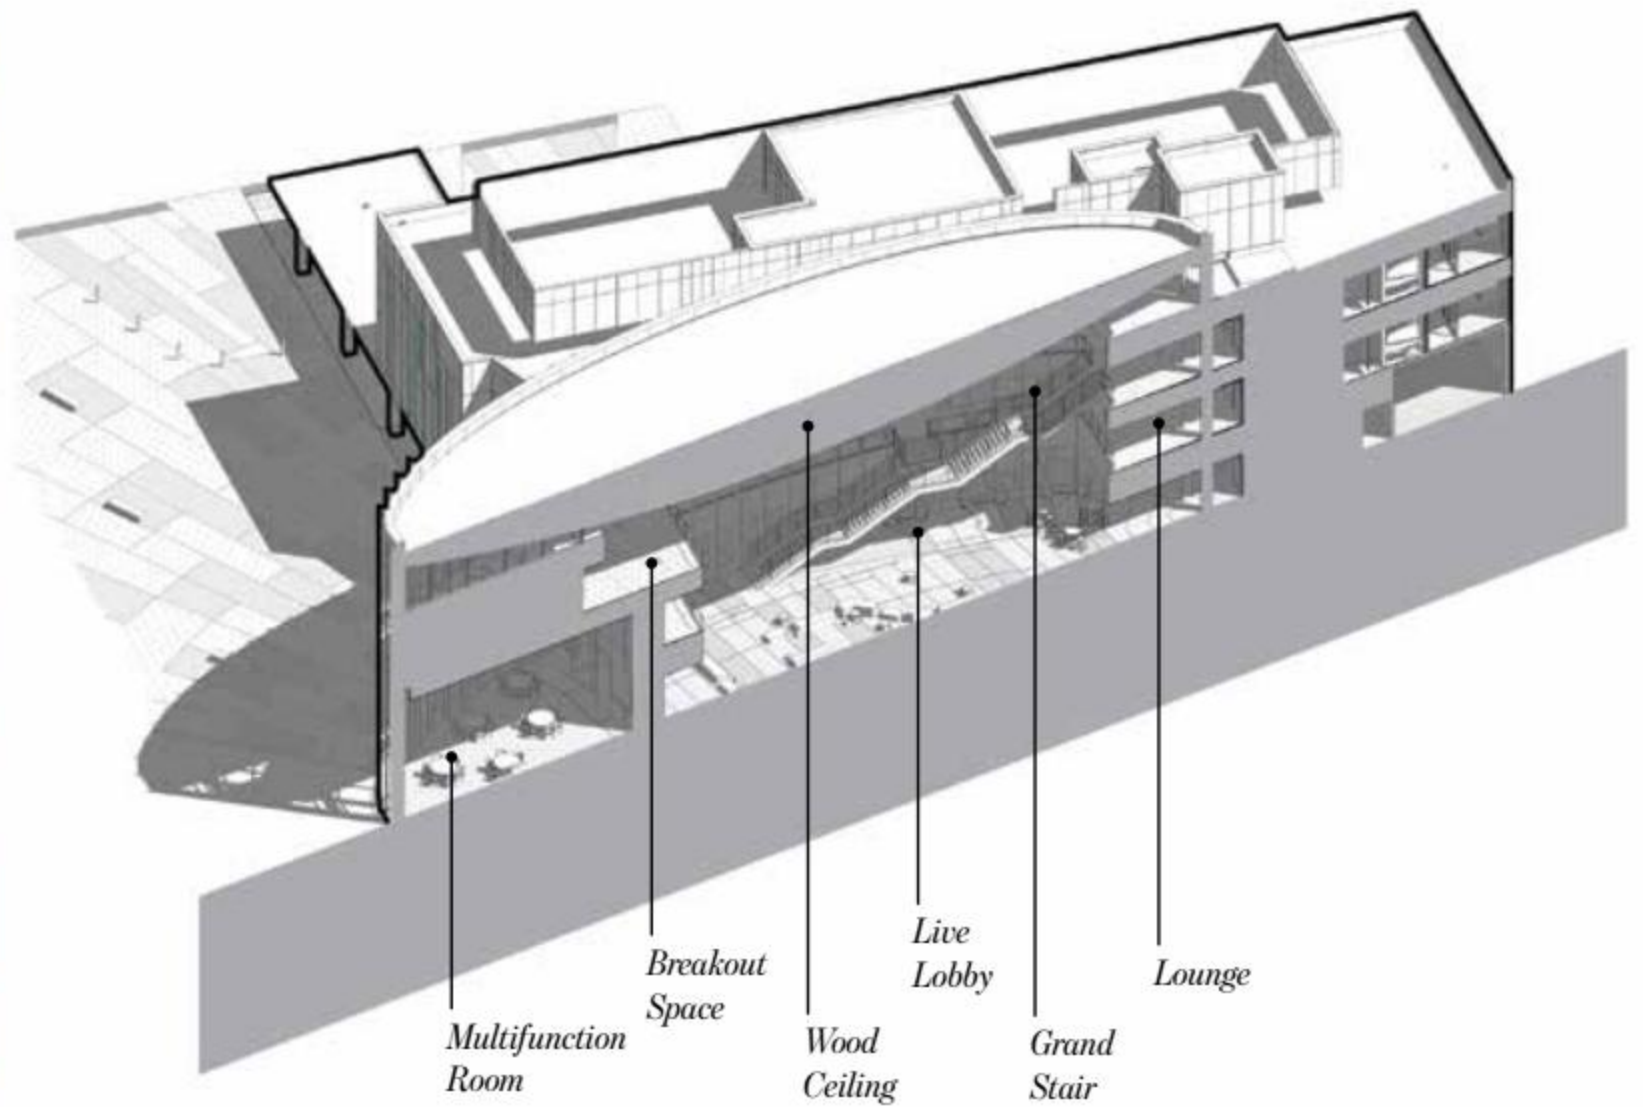 Multifunction
Room
Breakout
Space
Wood
Ceiling
Live
Lobby
Grand
Stair
Lounge